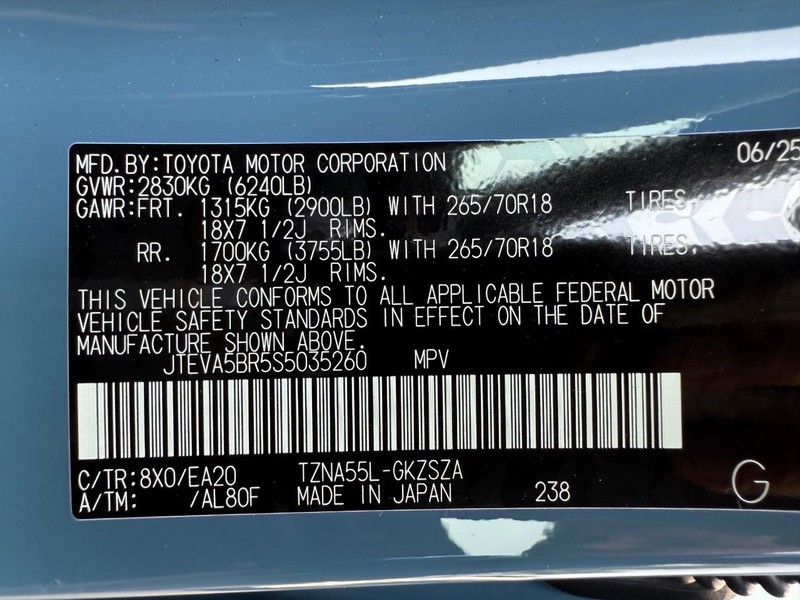 MFD.BY:TOYOTA MOTOR CORPORATION 06/25
GVWR:2830KG (6240LB)
GAWR:FRT. 1315KG (2900LB) WITH 265/70R18 TIRES,
18X7 1/2J RIMS.
RR. 1700KG (3755LB) WITH 265/70R18 TIRES,
18X7 1/2J RIMS.
THIS VEHICLE CONFORMS TO ALL APPLICABLE FEDERAL MOTOR
VEHICLE SAFETY STANDARDS IN EFFECT ON THE DATE OF
MANUFACTURE SHOWN ABOVE.
JTEVA5BR5S5035260 MPV
C/TR:8X0/EA20 TZNA55L-GKZSZA
A/TM: /AL80F MADE IN JAPAN 238 G